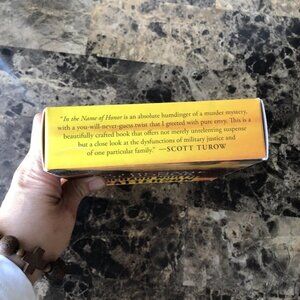 "In the Name of Honor is an absolute humdinger of a murder mystery,
with a you-will-never-guess twist that I greeted with pure envy. This is a
beautifully crafted book that offers not merely unrelenting suspense
but a close look at the dysfunctions of military justice and
of one particular family." —SCOTT TUROW